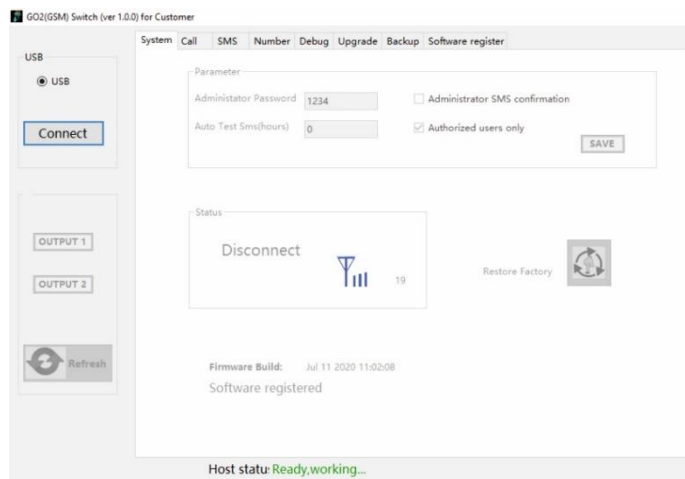 GO2(GSM) Switch (ver 1.0.0) for Customer
System Call SMS Number Debug Upgrade Backup Software register
USB
USB
Connect
OUTPUT 1
OUTPUT 2
Refresh
Parameter
Administator Password 1234
Administrator SMS confirmation
Auto Test Sms(hours) 0
Authorized users only
SAVE
Status
Disconnect
19
Restore Factory
Firmware Build: Jul 11 2020 11:02:08
Software registered
Host statu: Ready,working...